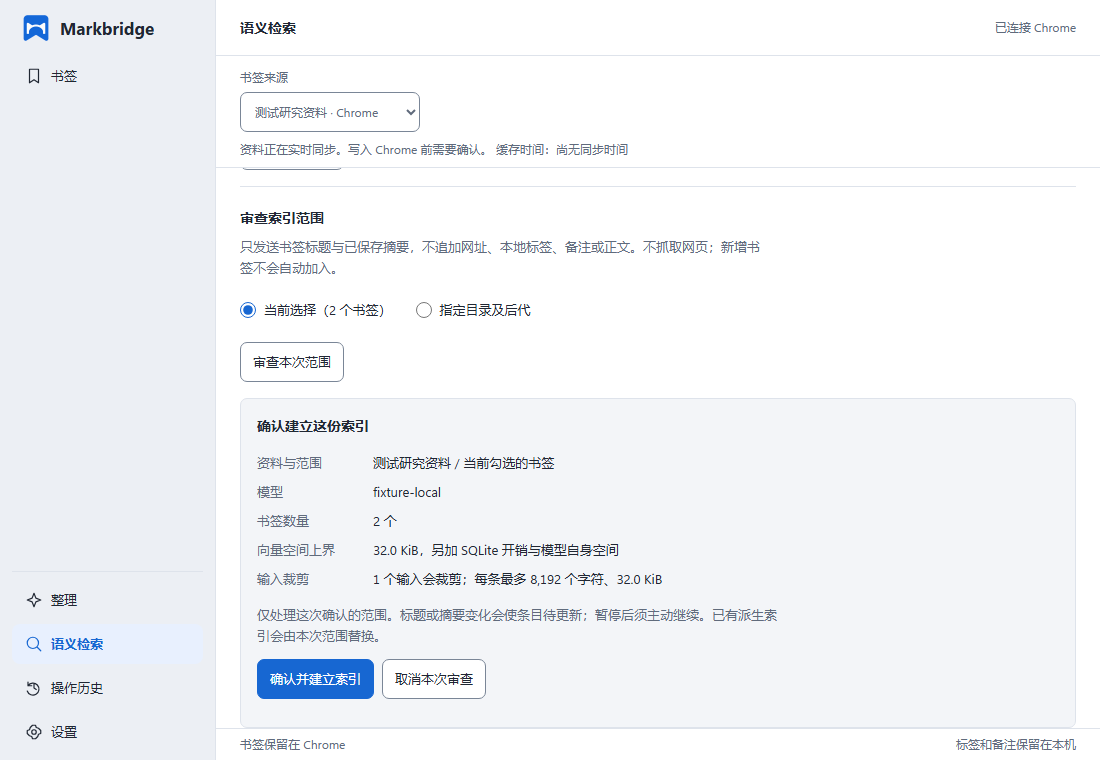 Markbridge
书签
整理
语义检索
操作历史
设置
语义检索
已连接 Chrome
书签来源
测试研究资料 · Chrome
资料正在实时同步。写入 Chrome 前需要确认。 缓存时间：尚无同步时间
审查索引范围
只发送书签标题与已保存摘要，不追加网址、本地标签、备注或正文。不抓取网页；新增书
签不会自动加入。
当前选择（2 个书签）
指定目录及后代
审查本次范围
确认建立这份索引
资料与范围 测试研究资料 / 当前勾选的书签
模型 fixture-local
书签数量 2 个
向量空间上界 32.0 KiB，另加 SQLite 开销与模型自身空间
输入裁剪 1 个输入会裁剪；每条最多 8,192 个字符、32.0 KiB
仅处理这次确认的范围。标题或摘要变化会使条目待更新；暂停后须主动继续。已有派生索
引会由本次范围替换。
确认并建立索引
取消本次审查
书签保留在 Chrome
标签和备注保留在本机